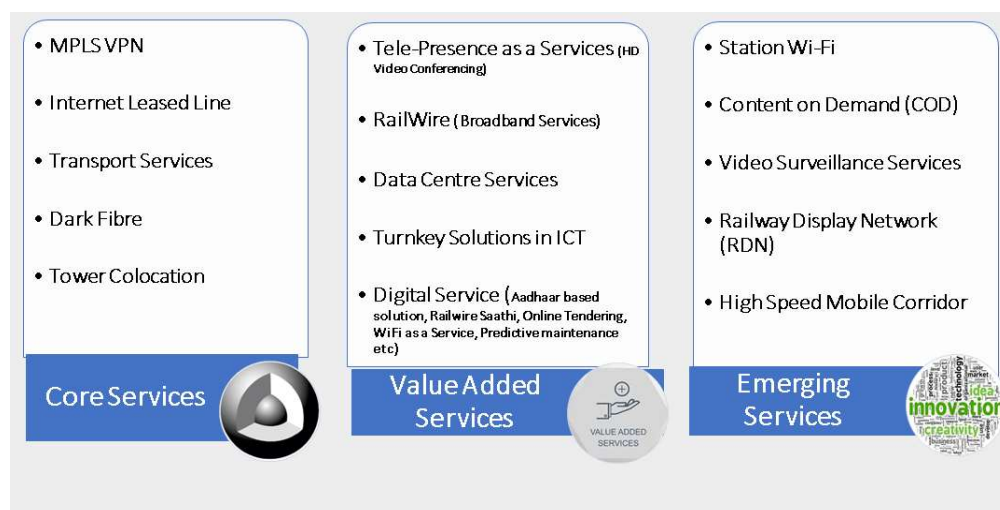 • MPLS VPN
• Internet Leased Line
• Transport Services
• Dark Fibre
• Tower Colocation
Core Services
• Tele-Presence as a Services (HD
Video Conferencing)
• RailWire (Broadband Services)
• Data Centre Services
• Turnkey Solutions in ICT
• Digital Service (Aadhaar based
solution, Railwire Saathi, Online Tendering,
WiFi as a Service, Predictive maintenance
etc)
Value Added
Services
VALUE ADDED
SERVICES
• Station Wi-Fi
• Content on Demand (COD)
• Video Surveillance Services
• Railway Display Network
(RDN)
• High Speed Mobile Corridor
Emerging
Services
market
product
technology
idea
innovation
creativity
business